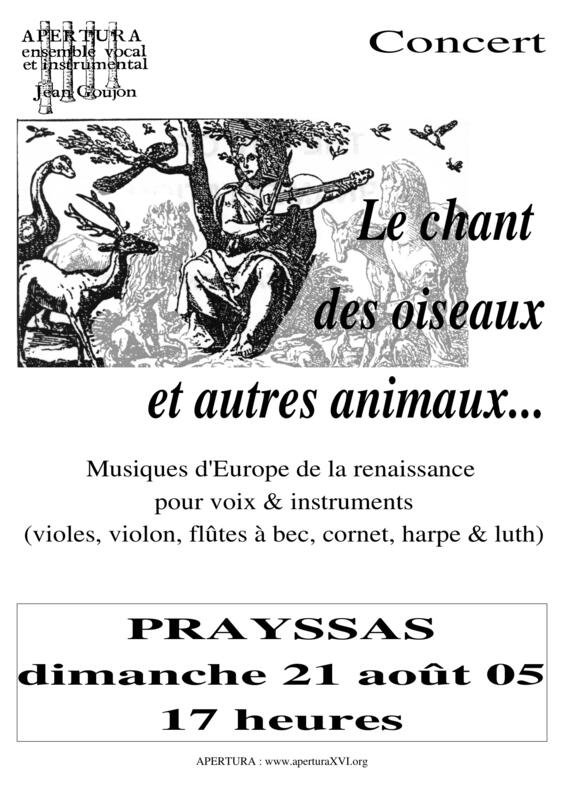 APERTURA
ensemble vocal
et instrumental
Jean Goujon
Concert
Le chant
des oiseaux
et autres animaux...
Musiques d'Europe de la renaissance
pour voix & instruments
(violes, violon, flûtes à bec, cornet, harpe & luth)
PRAYSSAS
dimanche 21 août 05
17 heures
APERTURA : www.aperturaXVI.org